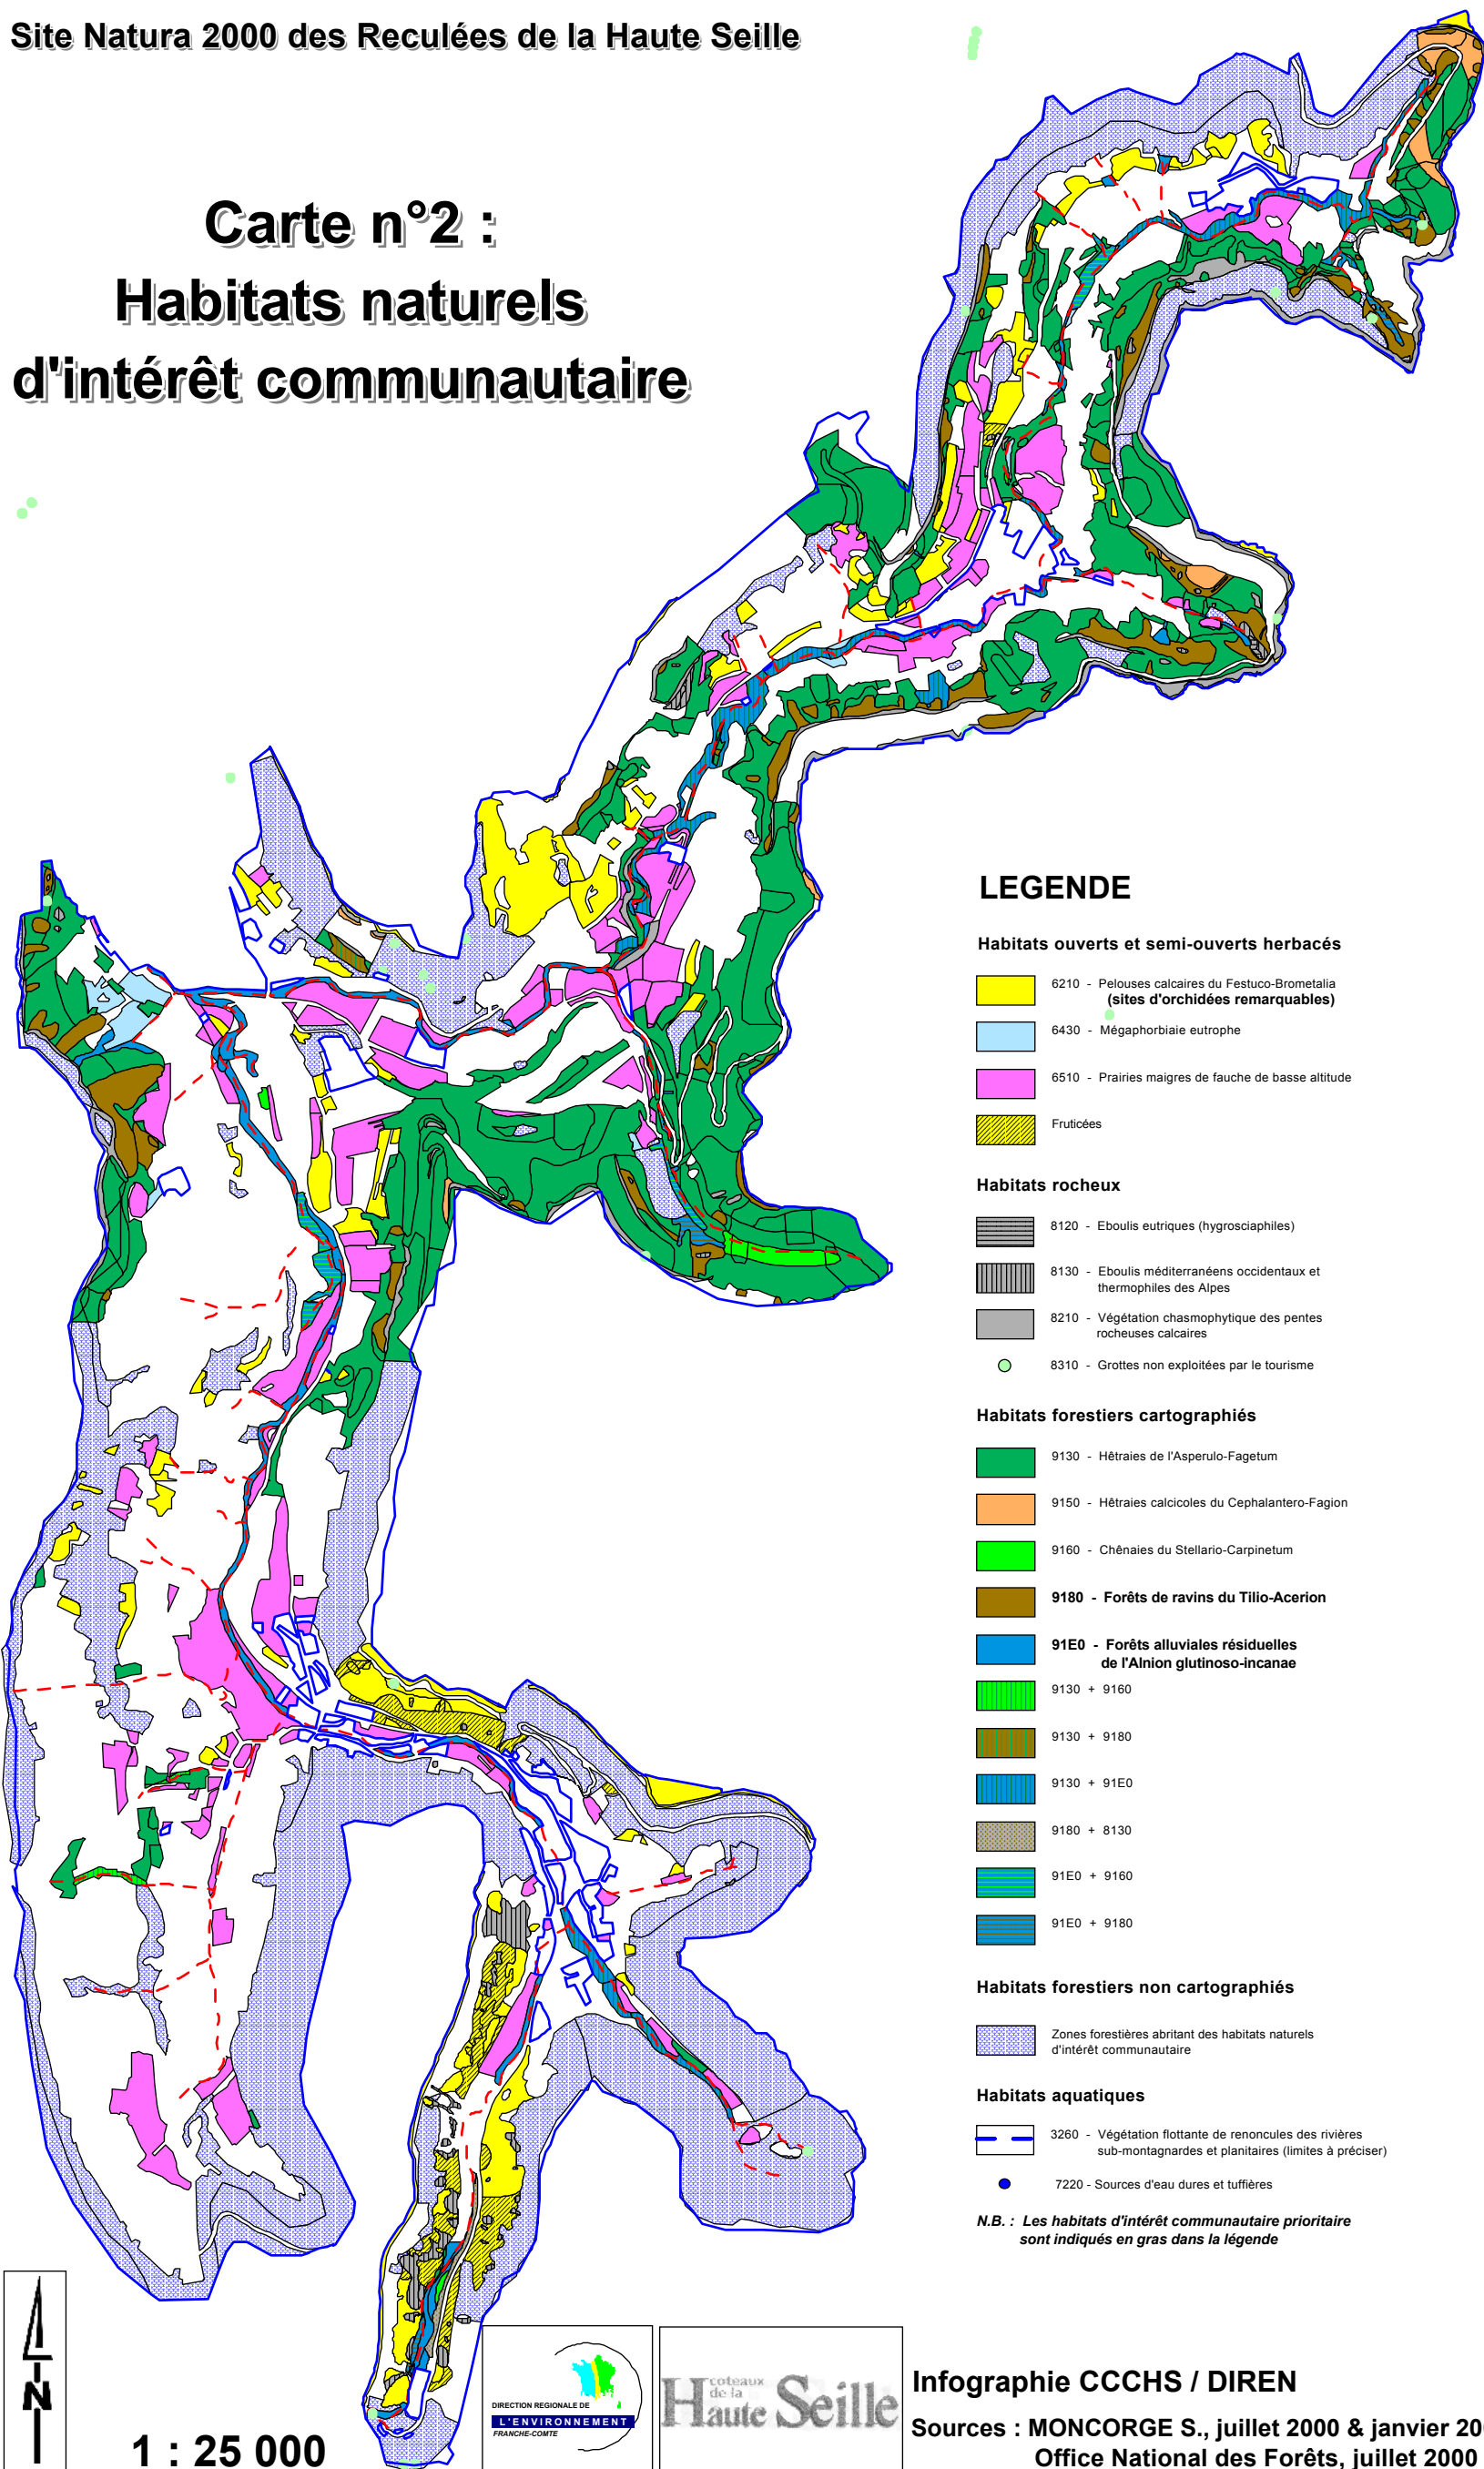 Site Natura 2000 des Reculées de la Haute Seille
Carte n°2 :
Habitats naturels
d'intérêt communautaire
LEGENDE
Habitats ouverts et semi-ouverts herbacés
6210 - Pelouses calcaires du Festuco-Brometalia
(sites d'orchidées remarquables)
6430 - Mégaphorbiaie eutrophe
6510 - Prairies maigres de fauche de basse altitude
Fruticées
Habitats rocheux
8120 - Eboulis eutriques (hygrosciaphiles)
8130 - Eboulis méditerranéens occidentaux et
thermophiles des Alpes
8210 - Végétation chasmophytique des pentes
rocheuses calcaires
8310 - Grottes non exploitées par le tourisme
Habitats forestiers cartographiés
9130 - Hêtraies de l'Asperulo-Fagetum
9150 - Hêtraies calcicoles du Cephalantero-Fagion
9160 - Chênaies du Stellario-Carpinetum
9180 - Forêts de ravins du Tilio-Acerion
91E0 - Forêts alluviales résiduelles
de l'Alnion glutinoso-incanae
9130 + 9160
9130 + 9180
9130 + 91E0
9180 + 8130
91E0 + 9160
91E0 + 9180
Habitats forestiers non cartographiés
Zones forestières abritant des habitats naturels
d'intérêt communautaire
Habitats aquatiques
3260 - Végétation flottante de renoncules des rivières
sub-montagnardes et planitaires (limites à préciser)
7220 - Sources d'eau dures et tuffières
N.B. : Les habitats d'intérêt communautaire prioritaire
sont indiqués en gras dans la légende
N
1 : 25 000
DIRECTION REGIONALE DE
L'ENVIRONNEMENT
FRANCHE-COMTE
coteaux
de la
Haute Seille
Infographie CCCHS / DIREN
Sources : MONCORGE S., juillet 2000 & janvier 20
Office National des Forêts, juillet 2000